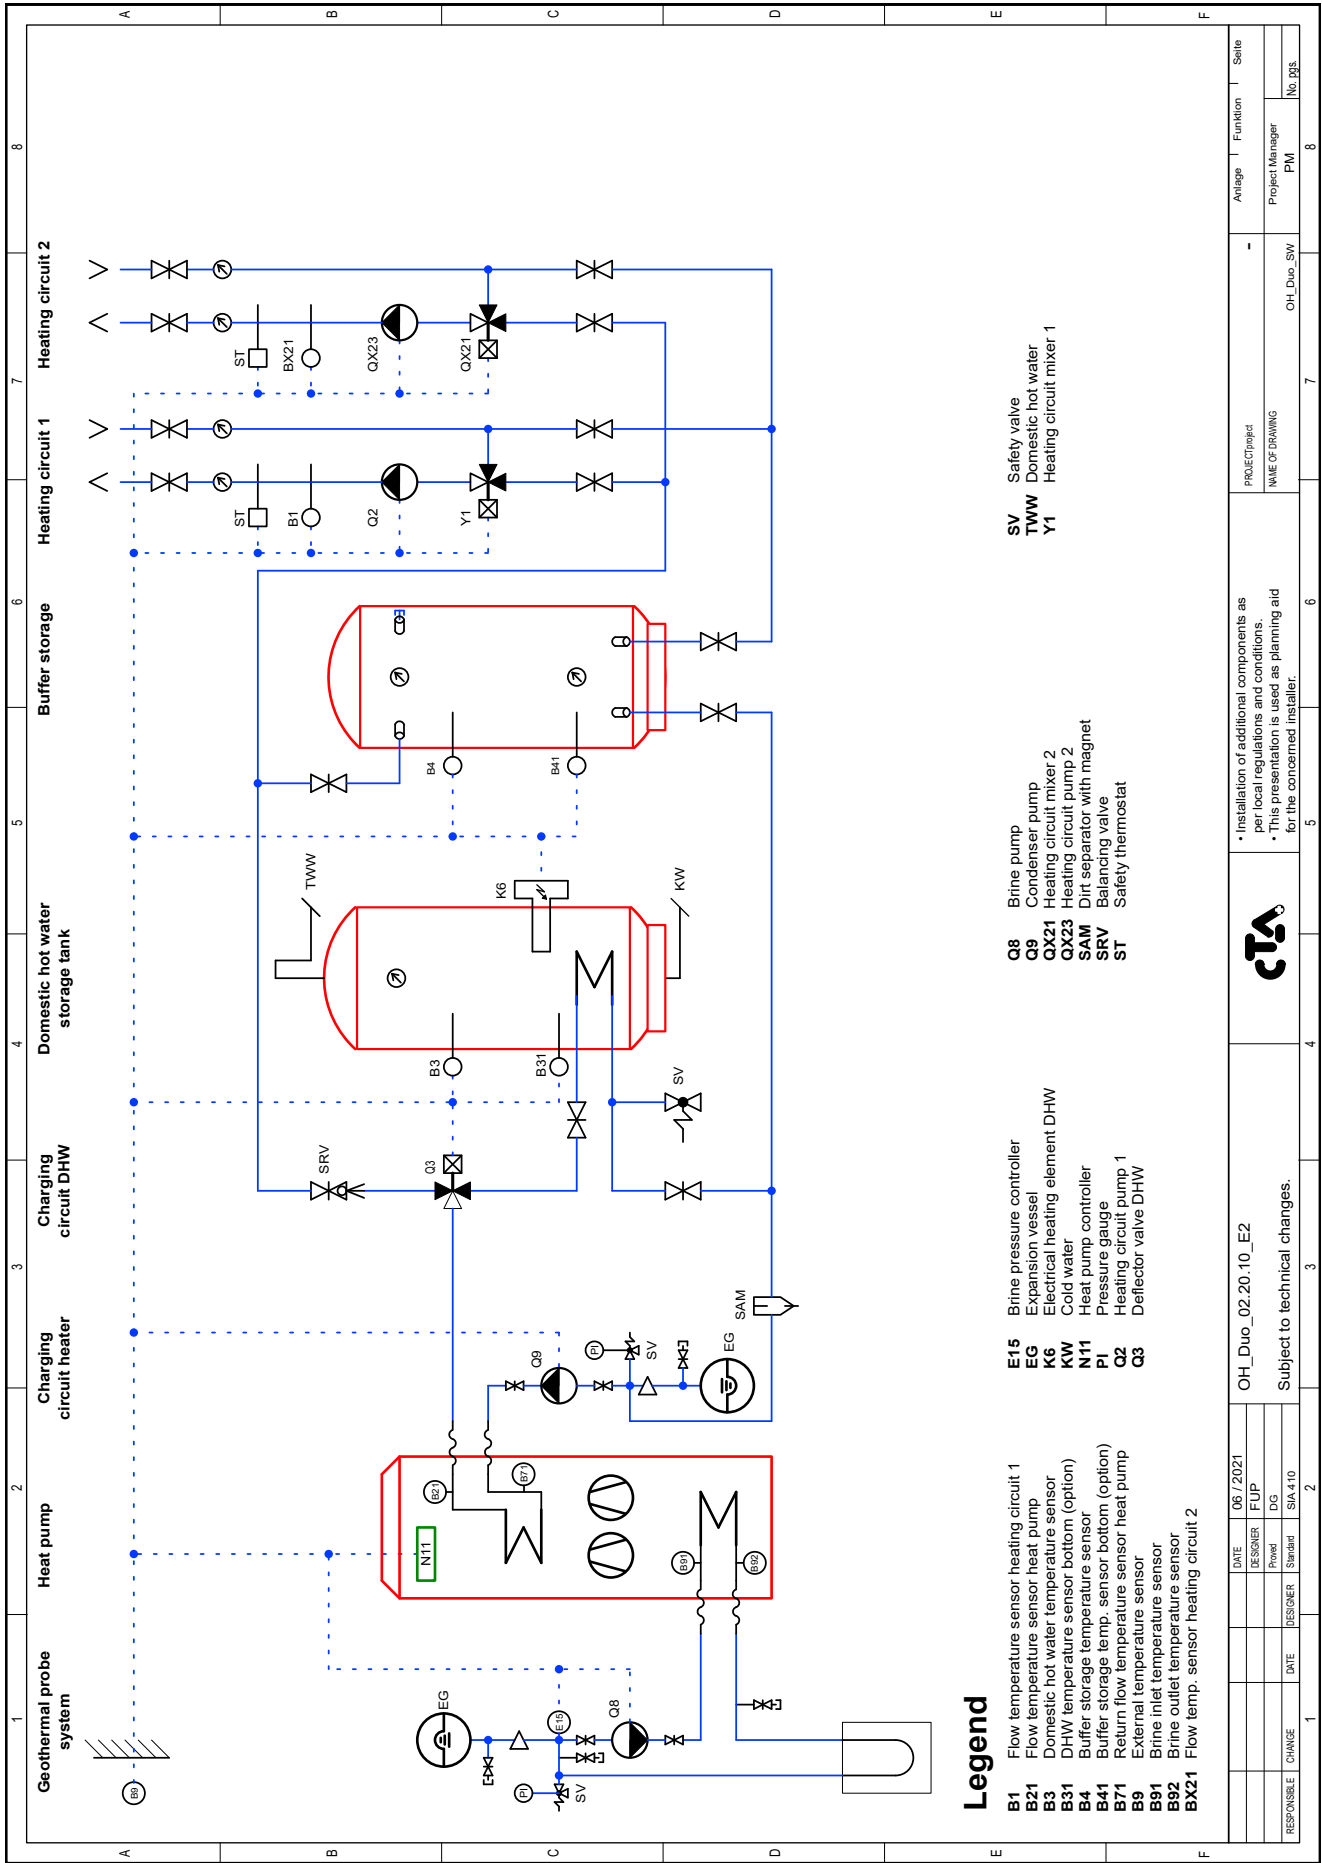 1 2 3 4 5 6 7 8
A
B
C
D
E
F
A
B
C
D
E
F
Geothermal probe
system
Heat pump
Charging
circuit heater
Charging
circuit DHW
Domestic hot water
storage tank
Buffer storage
Heating circuit 1
Heating circuit 2
B9
EG
PI
SV
E15
Q8
N11
B21
B71
B91
B92
Q9
PI
SV
EG
SAM
SRV
Q3
B3
B31
SV
TWW
K6
KW
B4
B41
ST
B1
Q2
Y1
ST
BX21
QX23
QX21
Legend
B1 Flow temperature sensor heating circuit 1
B21 Flow temperature sensor heat pump
B3 Domestic hot water temperature sensor
B31 DHW temperature sensor bottom (option)
B4 Buffer storage temperature sensor
B41 Buffer storage temp. sensor bottom (option)
B71 Return flow temperature sensor heat pump
B9 External temperature sensor
B91 Brine inlet temperature sensor
B92 Brine outlet temperature sensor
BX21 Flow temp. sensor heating circuit 2
E15 Brine pressure controller
EG Expansion vessel
K6 Electrical heating element DHW
KW Cold water
N11 Heat pump controller
PI Pressure gauge
Q2 Heating circuit pump 1
Q3 Deflector valve DHW
Q8 Brine pump
Q9 Condenser pump
QX21 Heating circuit mixer 2
QX23 Heating circuit pump 2
SAM Dirt separator with magnet
SRV Balancing valve
ST Safety thermostat
SV Safety valve
TWW Domestic hot water
Y1 Heating circuit mixer 1
RESPONSIBLE CHANGE DATE DESIGNER
DATE 06 / 2021
DESIGNER FUP
Proved DG
Standard SIA 410
OH_Duo_02.20.10_E2
Subject to technical changes.
CTA
• Installation of additional components as
per local regulations and conditions.
• This presentation is used as planning aid
for the concerned installer.
PROJECT/project -
NAME OF DRAWING OH_Duo_SW
Anlage Funktion Seite
Project Manager
PM No. pgs.
1 2 3 4 5 6 7 8